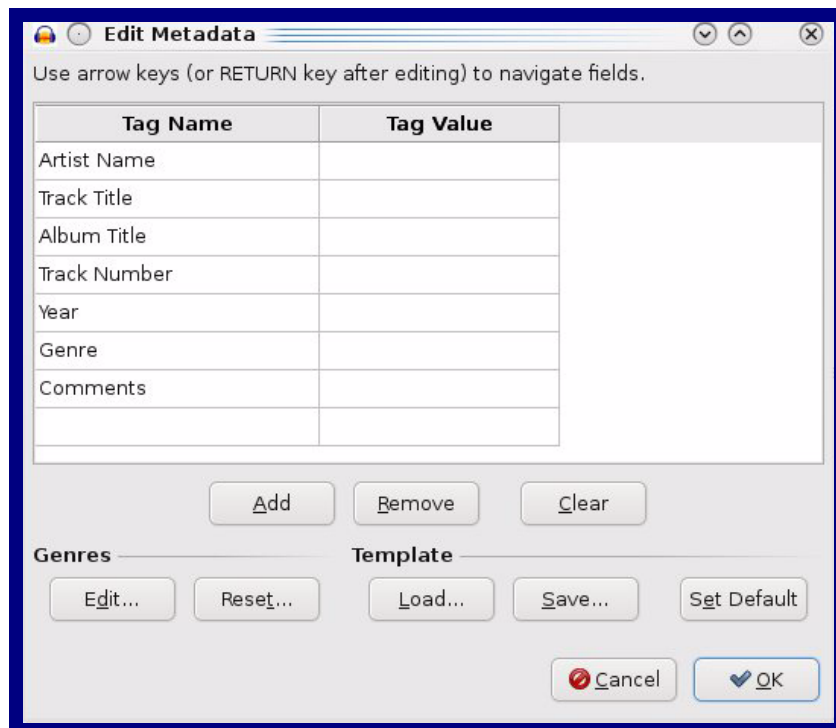 Edit Metadata
Use arrow keys (or RETURN key after editing) to navigate fields.
Tag Name Tag Value
Artist Name
Track Title
Album Title
Track Number
Year
Genre
Comments
Add Remove Clear
Genres Template
Edit... Reset... Load... Save... Set Default
Cancel OK